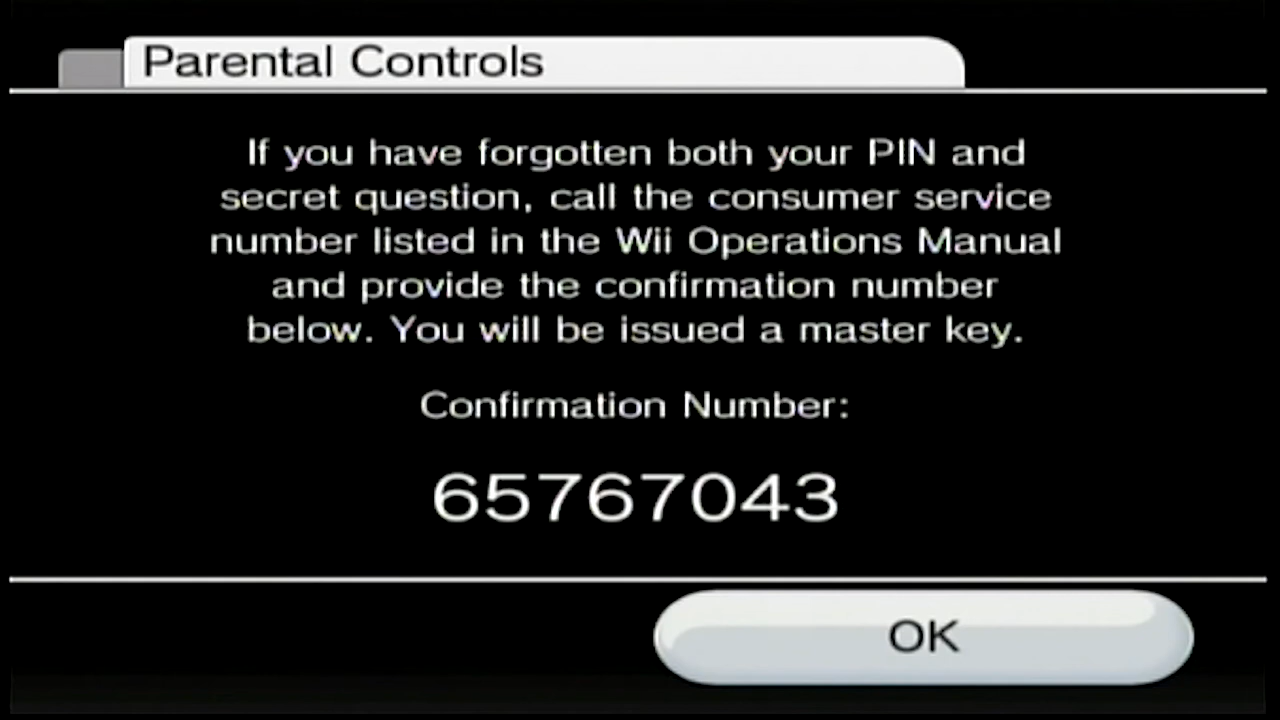 Parental Controls
If you have forgotten both your PIN and
secret question, call the consumer service
number listed in the Wii Operations Manual
and provide the confirmation number
below. You will be issued a master key.
Confirmation Number:
65767043
OK